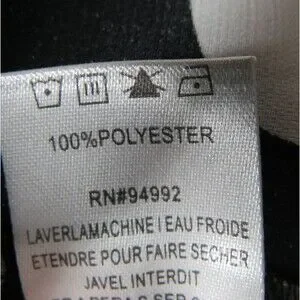 100%POLYESTER
RN#94992
LAVERLAMACHINE I EAU FROIDE
ETENDRE POUR FAIRE SECHER
JAVEL INTERDIT